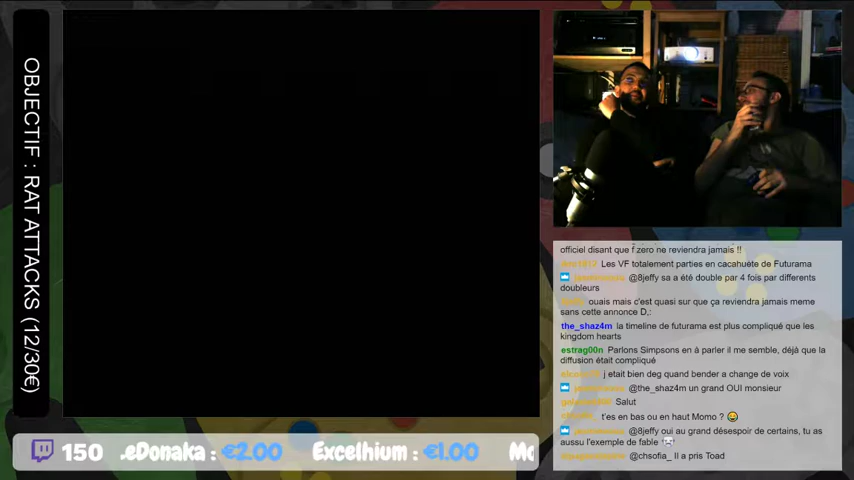 OBJECTIF : RAT ATTACKS (12/30€)
officiel disant que f zero ne reviendra jamais !!
Les VF totalement parties en cacahuète de Futurama
@8jeffy sa a été double par 4 fois par differents
doubleurs
ouais mais c'est quasi sur que ça reviendra jamais meme
sans cette annonce D,:
the_shaz4m la timeline de futurama est plus compliqué que les
kingdom hearts
estrag00n Parlons Simpsons en à parler il me semble, déjà que la
diffusion était compliqué
j etait bien deg quand bender a change de voix
@the_shaz4m un grand OUI monsieur
Salut
t'es en bas ou en haut Momo ? 😄
@8jeffy oui au grand désespoir de certains, tu as
aussu l'exemple de fable
@chsofia_ Il a pris Toad
150 .eDonaka : €2.00 Excelhium : €1.00